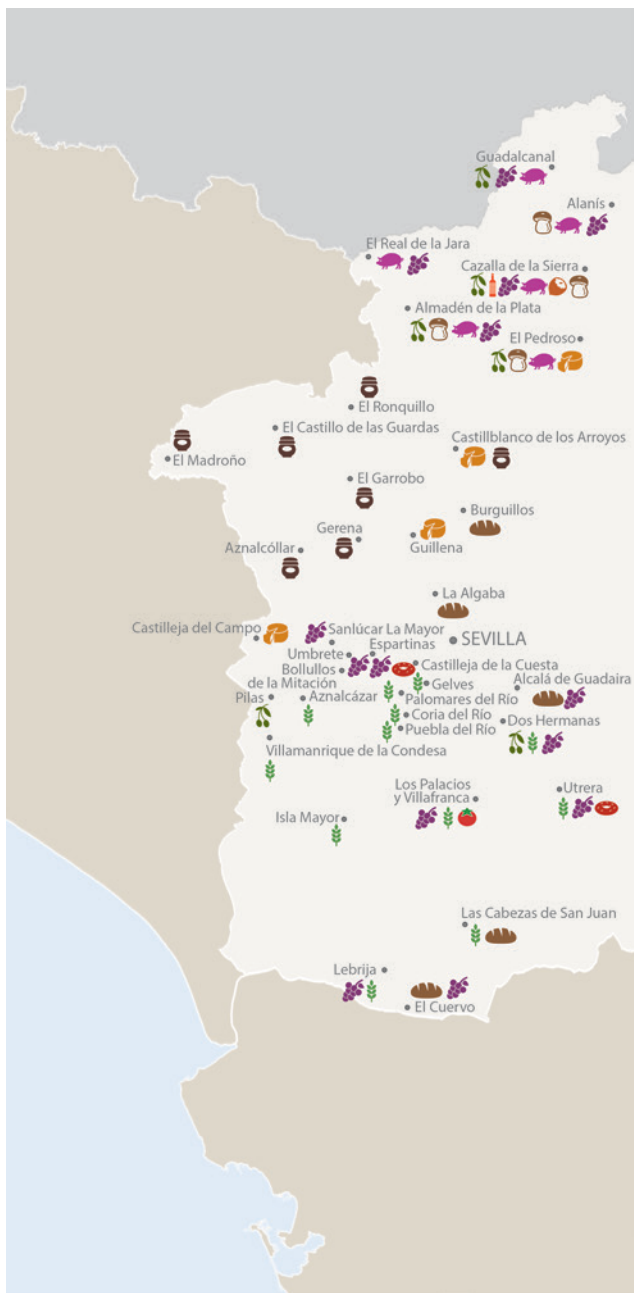 Guadalcanal
Alanís
El Real de la Jara
Cazalla de la Sierra
Almadén de la Plata
El Pedroso
El Ronquillo
El Castillo de las Guardas
Castillblanco de los Arroyos
El Madroño
El Garrobo
Burguillos
Gerena
Guillena
Aznalcóllar
La Algaba
Castilleja del Campo
Sanlúcar La Mayor
SEVILLA
Espartinas
Umbrete
Castilleja de la Cuesta
Bollullos
de la Mitación
Gelves
Alcalá de Guadaira
Pilas
Aznalcázar
Palomares del Río
Coria del Río
Dos Hermanas
Puebla del Río
Villamanrique de la Condesa
Los Palacios
y Villafranca
Utrera
Isla Mayor
Las Cabezas de San Juan
Lebrija
El Cuervo